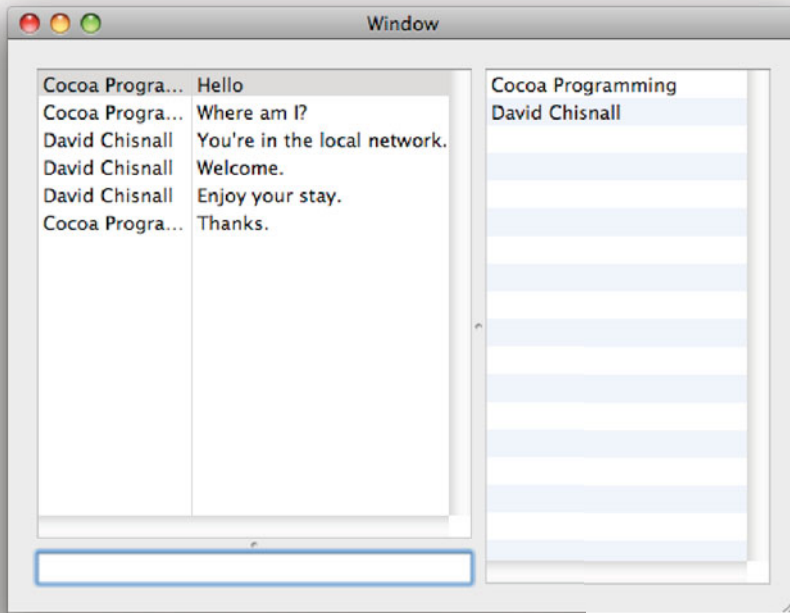 Window
Cocoa Progra... Hello
Cocoa Progra... Where am I?
David Chisnall You're in the local network.
David Chisnall Welcome.
David Chisnall Enjoy your stay.
Cocoa Progra... Thanks.
Cocoa Programming
David Chisnall